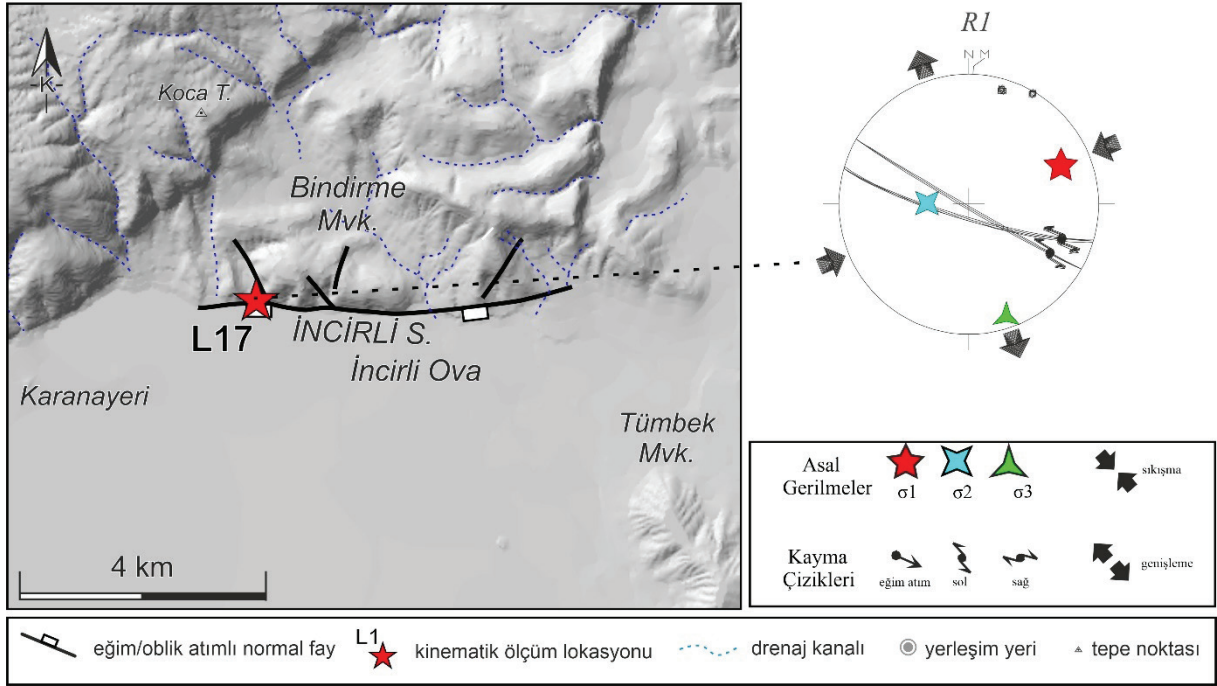 K
Koca T.
Bindirme
Mvk.
L17
İNCİRLİ S.
İncirli Ova
Karanayeri
Tümbek
Mvk.
4 km
R1
N M
Asal
Gerilmeler
σ1
σ2
σ3
sıkışma
Kayma
Çizikleri
eğim atım
sol
sağ
genişleme
eğim/oblik atımlı normal fay
L1
kinematik ölçüm lokasyonu
drenaj kanalı
yerleşim yeri
tepe noktası